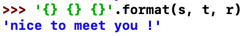 >>> '{} {} {}'.format(s, t, r)
'nice to meet you !'